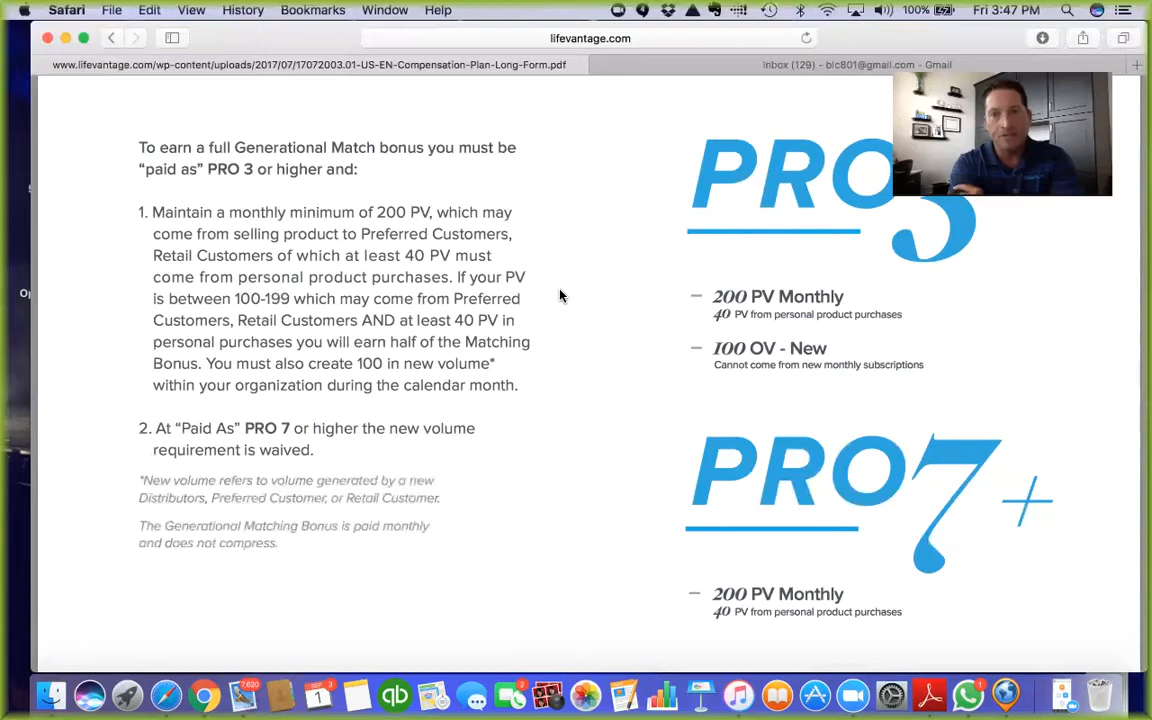 Safari File Edit View History Bookmarks Window Help 100% Fri 3:47 PM
lifevantage.com
www.lifevantage.com/wp-content/uploads/2017/07/17072003.01-US-EN-Compensation-Plan-Long-Form.pdf
Inbox (129) - blc801@gmail.com - Gmail
To earn a full Generational Match bonus you must be
“paid as” PRO 3 or higher and:
1. Maintain a monthly minimum of 200 PV, which may
come from selling product to Preferred Customers,
Retail Customers of which at least 40 PV must
come from personal product purchases. If your PV
is between 100-199 which may come from Preferred
Customers, Retail Customers AND at least 40 PV in
personal purchases you will earn half of the Matching
Bonus. You must also create 100 in new volume*
within your organization during the calendar month.
2. At “Paid As” PRO 7 or higher the new volume
requirement is waived.
*New volume refers to volume generated by a new
Distributors, Preferred Customer, or Retail Customer.
The Generational Matching Bonus is paid monthly
and does not compress.
PRO 3
200 PV Monthly
40 PV from personal product purchases
100 OV - New
Cannot come from new monthly subscriptions
PRO 7+
200 PV Monthly
40 PV from personal product purchases
7,620
SEP
1
3
qb
2
1